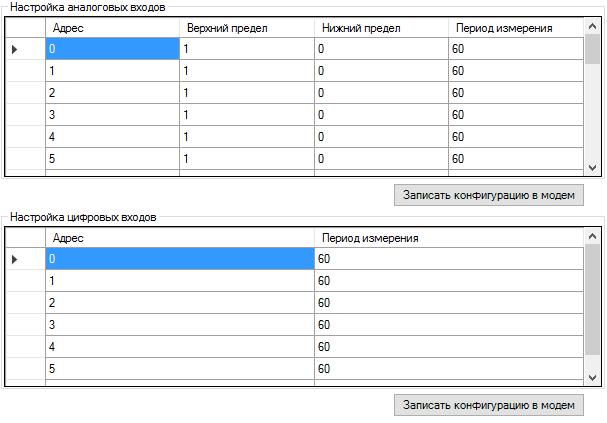 Настройка аналоговых входов
Адрес Верхний предел Нижний предел Период измерения
0 1 0 60
1 1 0 60
2 1 0 60
3 1 0 60
4 1 0 60
5 1 0 60
Записать конфигурацию в модем
Настройка цифровых входов
Адрес Период измерения
0 60
1 60
2 60
3 60
4 60
5 60
Записать конфигурацию в модем